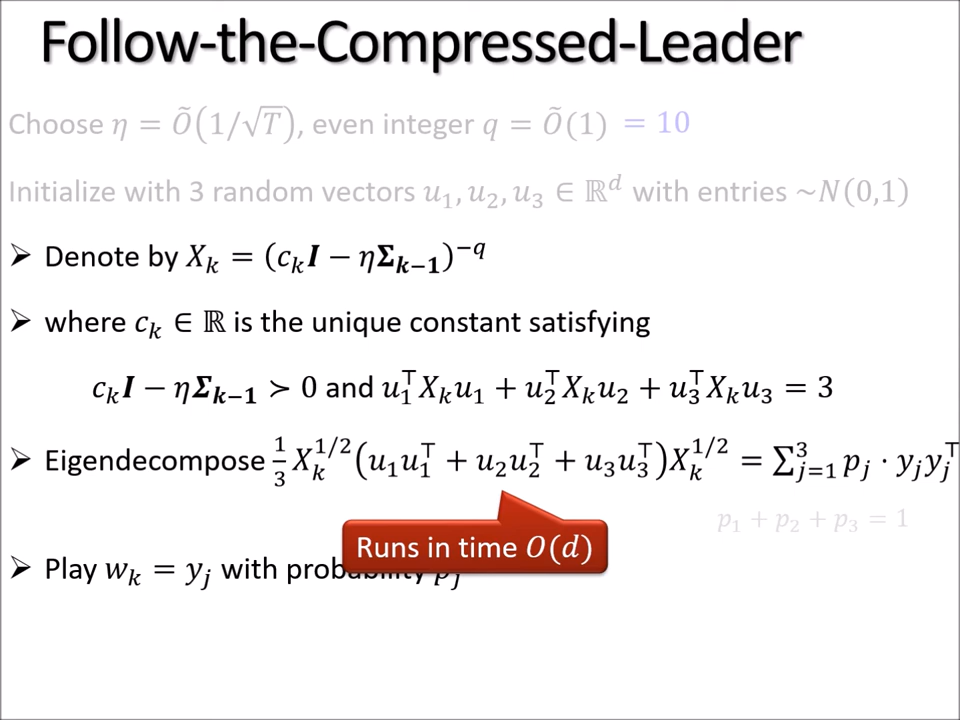 Follow-the-Compressed-Leader
Choose η = Õ(1/√T), even integer q = Õ(1) = 10
Initialize with 3 random vectors u₁, u₂, u₃ ∈ ℝᵈ with entries ~N(0,1)
➢ Denote by Xₖ = (cₖI − ηΣₖ₋₁)^{−q}
➢ where cₖ ∈ ℝ is the unique constant satisfying
cₖI − ηΣₖ₋₁ ≻ 0 and u₁ᵀXₖu₁ + u₂ᵀXₖu₂ + u₃ᵀXₖu₃ = 3
➢ Eigendecompose 1/3 Xₖ^{1/2}(u₁u₁ᵀ + u₂u₂ᵀ + u₃u₃ᵀ)Xₖ^{1/2} = ∑_{j=1}^{3} pⱼ · yⱼyⱼᵀ
p₁ + p₂ + p₃ = 1
Runs in time O(d)
➢ Play wₖ = yⱼ with probability pⱼ